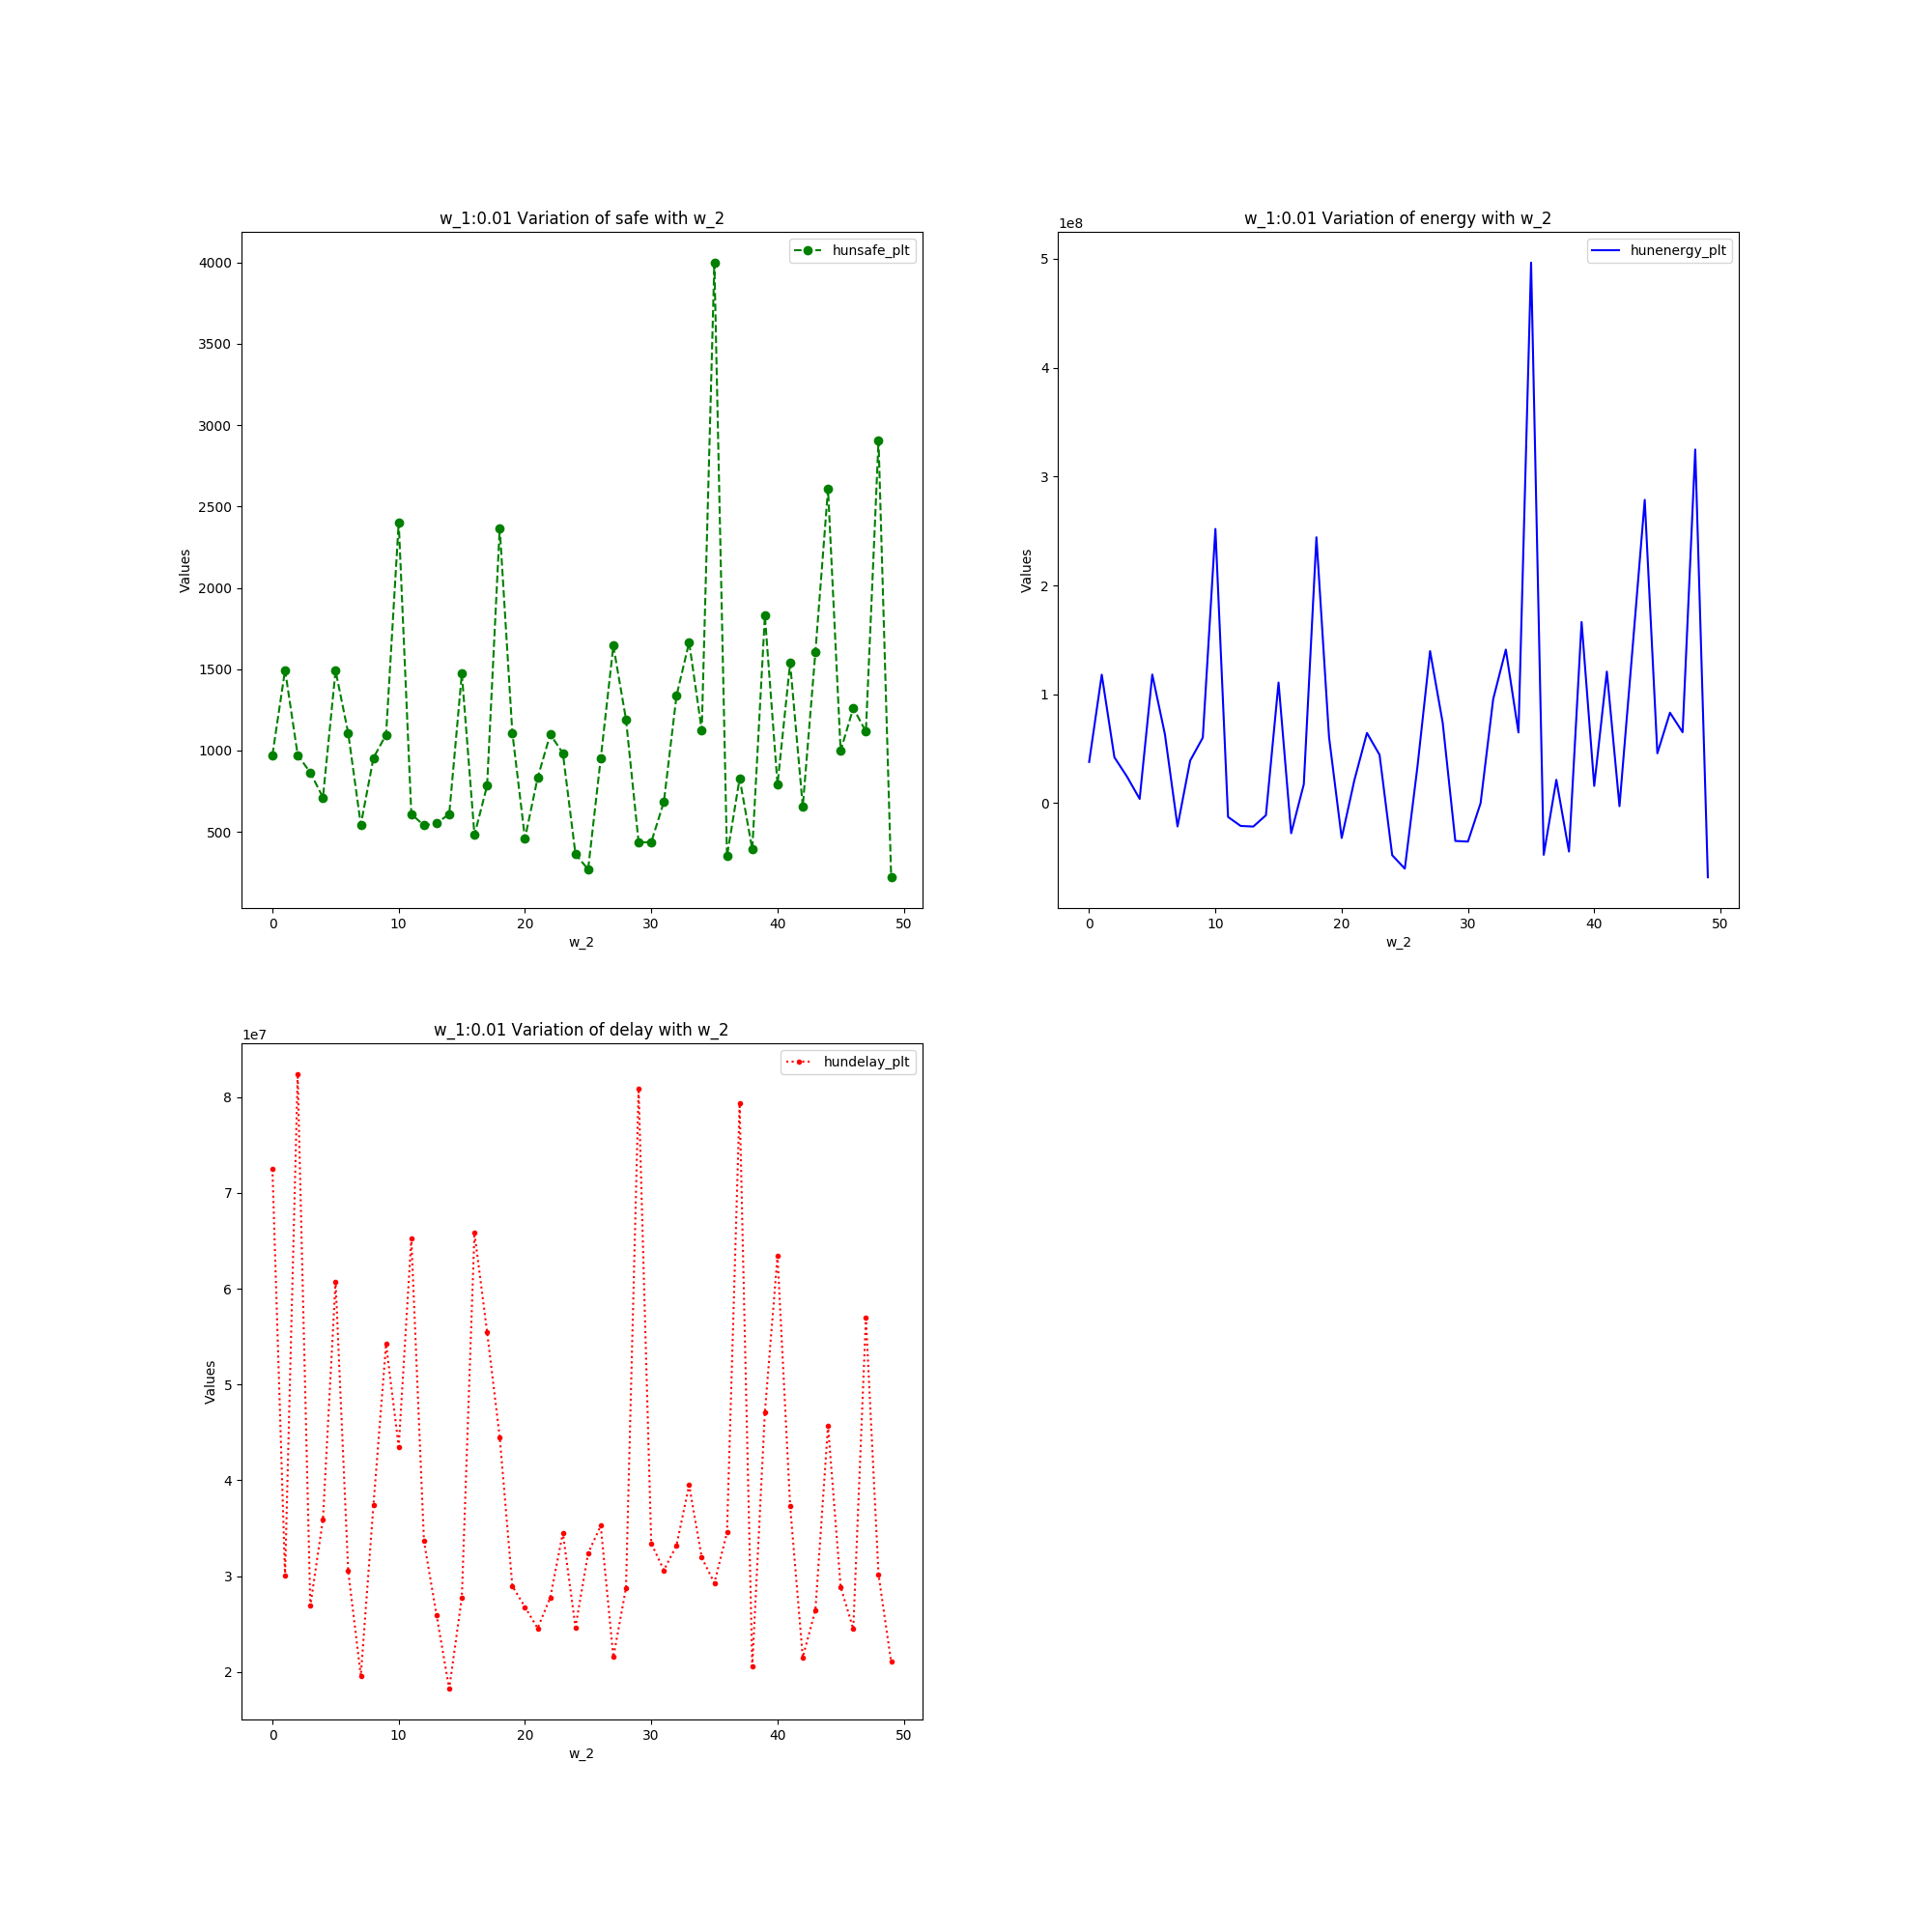 w_1:0.01 Variation of safe with w_2
hunsafe_plt
4000
3500
3000
2500
2000
1500
1000
500
Values
0 10 20 30 40 50
w_2
w_1:0.01 Variation of energy with w_2
1e8
hunenergy_plt
5
4
3
2
1
0
Values
0 10 20 30 40 50
w_2
w_1:0.01 Variation of delay with w_2
1e7
hundelay_plt
8
7
6
5
4
3
2
Values
0 10 20 30 40 50
w_2